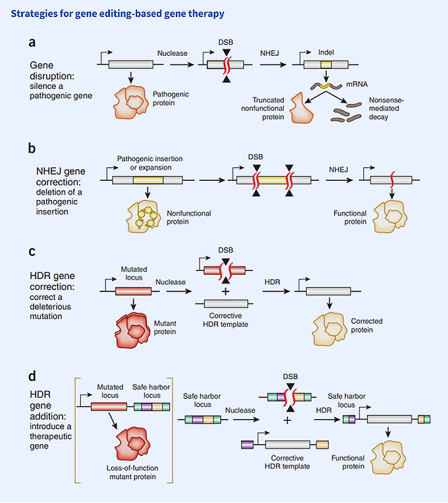 Strategies for gene editing-based gene therapy
a
Gene
disruption:
silence a
pathogenic gene
Nuclease
DSB
NHEJ
Indel
mRNA
Pathogenic
protein
Truncated
nonfunctional
protein
Nonsense-
mediated
decay
b
NHEJ gene
correction:
deletion of a
pathogenic
insertion
Pathogenic insertion
or expansion
DSB
NHEJ
Nonfunctional
protein
Functional
protein
c
HDR gene
correction:
correct a
deleterious
mutation
Mutated
locus
Nuclease
DSB
+
Corrective
HDR template
HDR
Mutant
protein
Corrected
protein
d
HDR
gene
addition:
introduce a
therapeutic
gene
Mutated
locus
Safe harbor
locus
Loss-of-function
mutant protein
Safe harbor
locus
Nuclease
DSB
+
Corrective
HDR template
HDR
Safe harbor
locus
Functional
protein